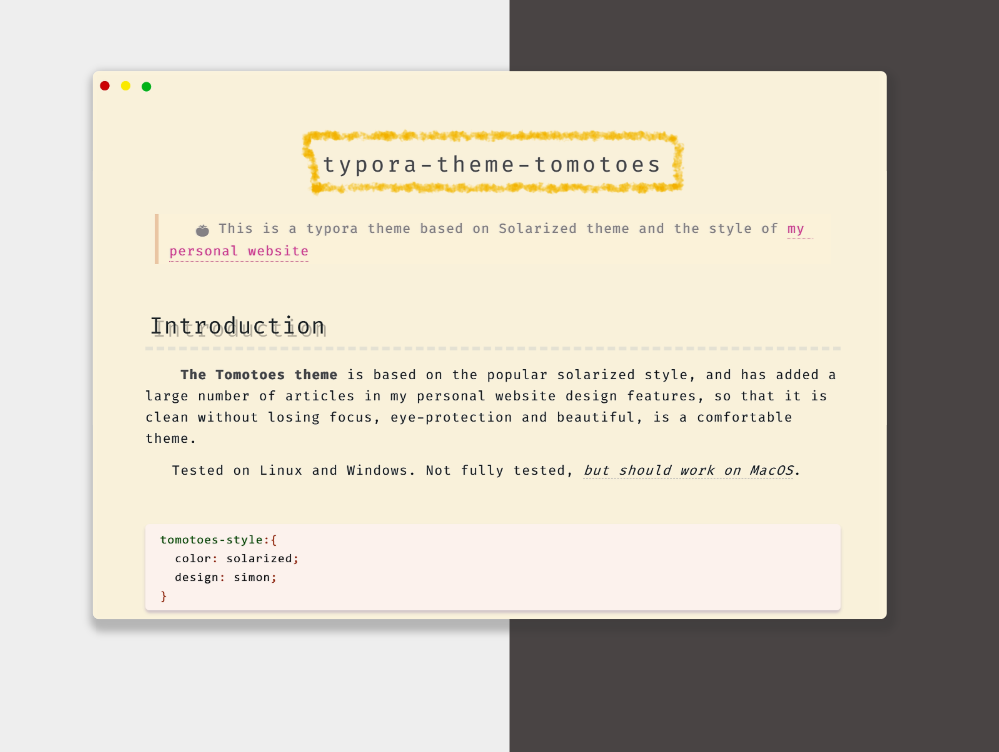 typora-theme-tomotoes
This is a typora theme based on Solarized theme and the style of my
personal website
Introduction
The Tomotoes theme is based on the popular solarized style, and has added a
large number of articles in my personal website design features, so that it is
clean without losing focus, eye-protection and beautiful, is a comfortable
theme.
Tested on Linux and Windows. Not fully tested, but should work on MacOS.
tomotoes-style:{
  color: solarized;
  design: simon;
}